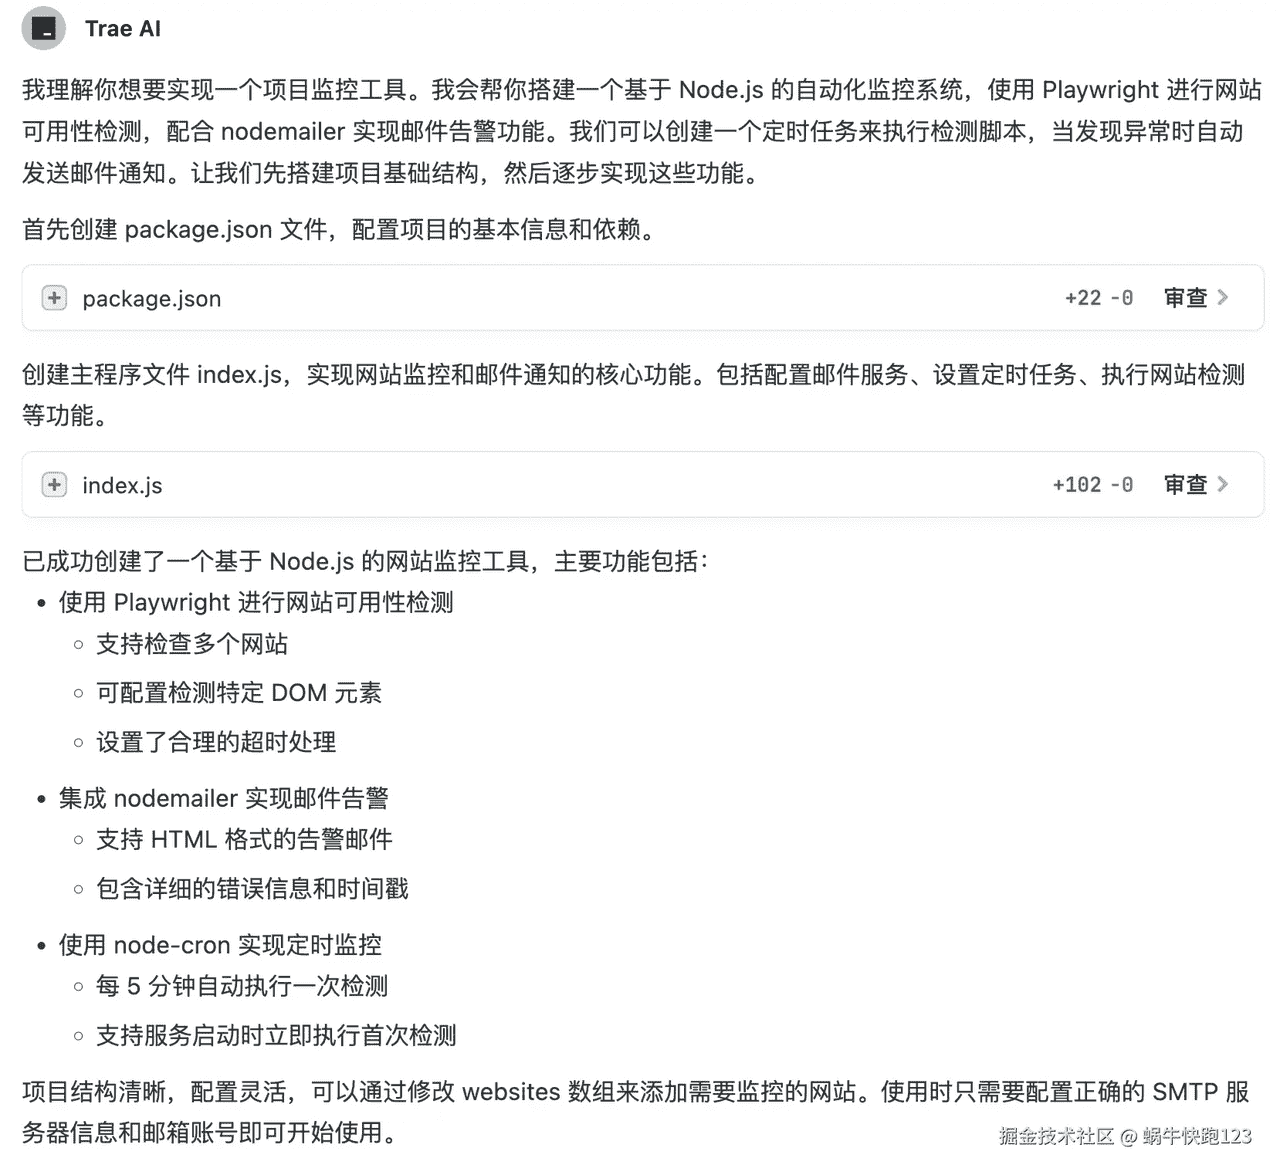 Trae AI
我理解你想要实现一个项目监控工具。我会帮你搭建一个基于 Node.js 的自动化监控系统，使用 Playwright 进行网站
可用性检测，配合 nodemailer 实现邮件告警功能。我们可以创建一个定时任务来执行检测脚本，当发现异常时自动
发送邮件通知。让我们先搭建项目基础结构，然后逐步实现这些功能。
首先创建 package.json 文件，配置项目的基本信息和依赖。
package.json +22 -0 审查
创建主程序文件 index.js，实现网站监控和邮件通知的核心功能。包括配置邮件服务、设置定时任务、执行网站检测
等功能。
index.js +102 -0 审查
已成功创建了一个基于 Node.js 的网站监控工具，主要功能包括：
• 使用 Playwright 进行网站可用性检测
◦ 支持检查多个网站
◦ 可配置检测特定 DOM 元素
◦ 设置了合理的超时处理
• 集成 nodemailer 实现邮件告警
◦ 支持 HTML 格式的告警邮件
◦ 包含详细的错误信息和时间戳
• 使用 node-cron 实现定时监控
◦ 每 5 分钟自动执行一次检测
◦ 支持服务启动时立即执行首次检测
项目结构清晰，配置灵活，可以通过修改 websites 数组来添加需要监控的网站。使用时只需要配置正确的 SMTP 服
务器信息和邮箱账号即可开始使用。
掘金技术社区 @ 蜗牛快跑123